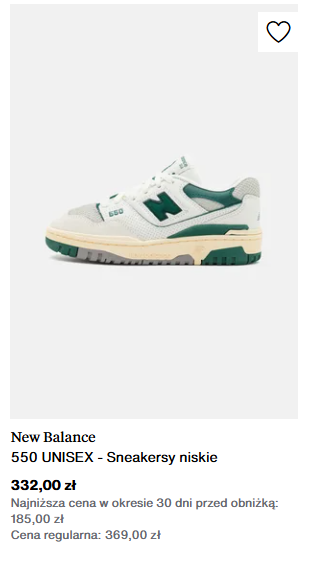 550
N
New Balance
550 UNISEX - Sneakersy niskie
332,00 zł
Najniższa cena w okresie 30 dni przed obniżką:
185,00 zł
Cena regularna: 369,00 zł